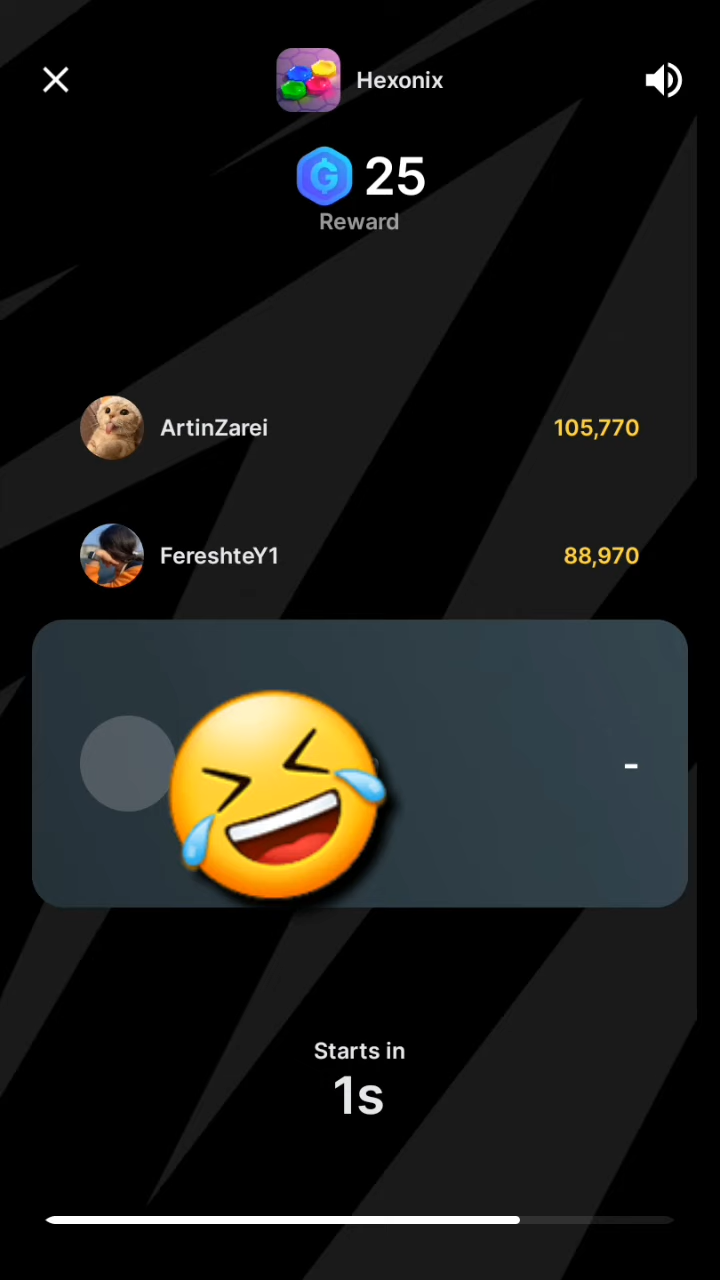 Hexonix
25
Reward
ArtinZarei 105,770
FereshteY1 88,970
-
Starts in
1s